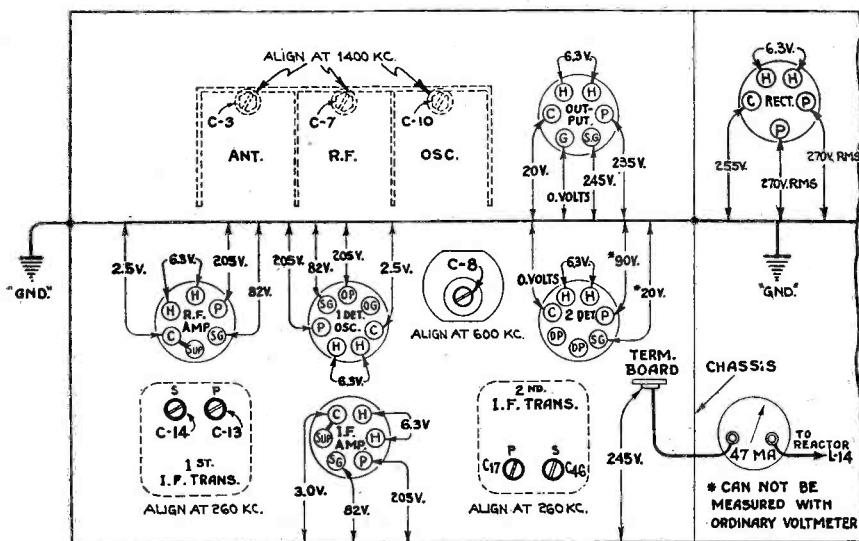 ALIGN AT 1400 KC.
C-3
C-7
C-10
ANT.
R.F.
OSC.
6.3V.
H
H
C
OUT-
PUT.
P
G
SG
20V.
0.VOLTS
245V.
235V.
6.3V.
H
H
C
RECT.
P
P
255V.
270V.RMS
270V.RMS
"GND."
"GND."
2.5V.
6.3V.
205V.
82V.
H
H
P
R.F.
AMP.
C
SG
SUP
205V.
82V.
205V.
2.5V.
SG
OP
OG
1 DET.
OSC.
P
C
H
H
6.3V.
C-8
ALIGN AT 600 KC.
0.VOLTS
6.3V.
*90V.
*20V.
H
H
C
2 DET.
P
DP
DP
SG
TERM.
BOARD
CHASSIS
S
P
C-14
C-13
1 ST.
I.F. TRANS.
ALIGN AT 260 KC.
C
H
6.3V
SUP
I.F.
AMP.
H
SG
P
3.0V.
82V.
205V.
2 ND.
I.F. TRANS.
P
S
C17
C46
ALIGN AT 260 KC.
245V.
47 MA
TO
REACTOR
L-14
* CAN NOT BE
MEASURED WITH
ORDINARY VOLTMETER